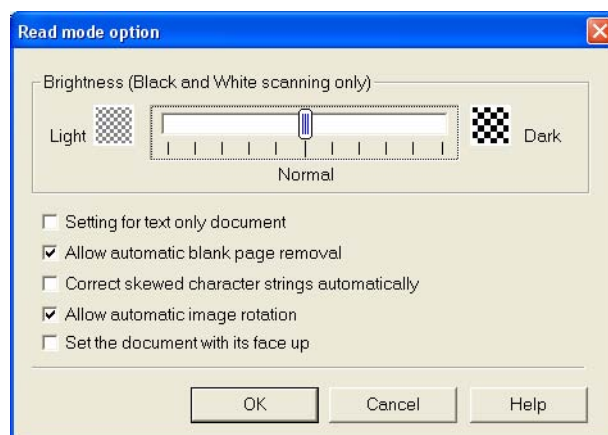 Read mode option
Brightness (Black and White scanning only)
Light Dark
Normal
Setting for text only document
Allow automatic blank page removal
Correct skewed character strings automatically
Allow automatic image rotation
Set the document with its face up
OK Cancel Help